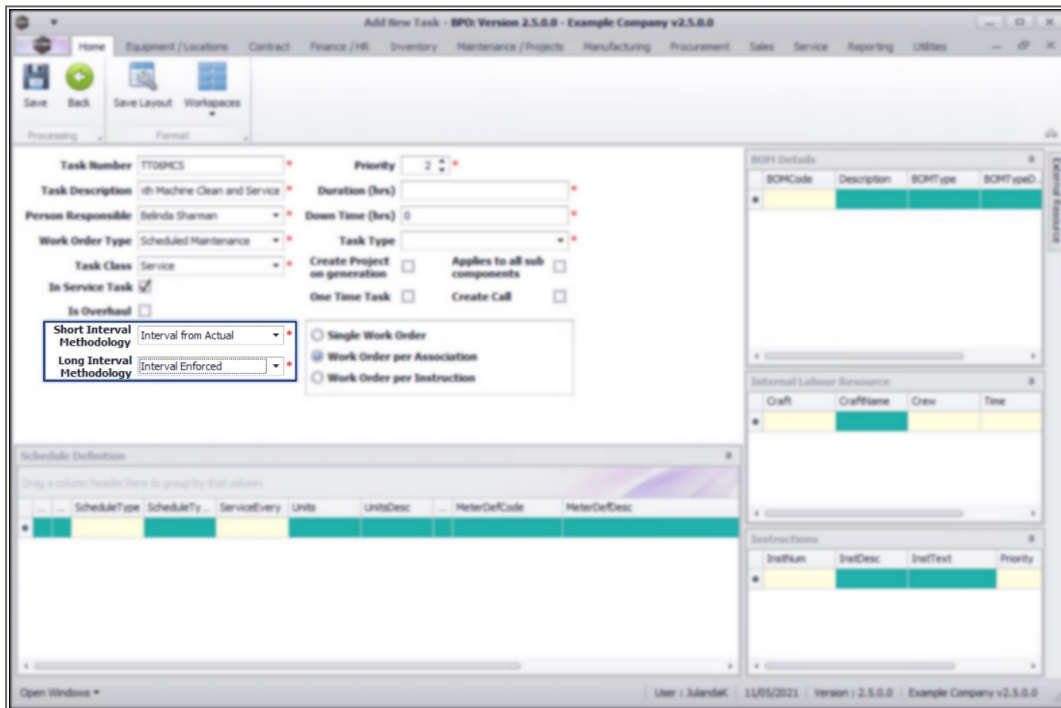 Add New Task - BPO: Version 2.5.0.0 - Example Company v2.5.0.0
Home Equipment / Locations Contract Finance / HR Inventory Maintenance / Projects Manufacturing Procurement Sales Service Reporting Utilities
Save Back Save Layout Workspaces
Processing Format
Task Number TT06MCS * Priority 2 *
Task Description nth Machine Clean and Service * Duration (hrs) *
Person Responsible Belinda Sharman * Down Time (hrs) 0 *
Work Order Type Scheduled Maintenance * Task Type *
Task Class Service * Create Project on generation Applies to all sub components
In Service Task One Time Task Create Call
Is Overhaul
Short Interval Methodology Interval from Actual *
Long Interval Methodology Interval Enforced *
Single Work Order
Work Order per Association
Work Order per Instruction
BOM Details
BOMCode Description BOMType BOMTypeD...
External Resource
Internal Labour Resource
Craft CraftName Crew Time
Schedule Definition
Drag a column header here to group by that column
... ... ScheduleType ScheduleTy... ServiceEvery Units UnitsDesc ... MeterDefCode MeterDefDesc
Instructions
InstNum InstDesc InstText Priority
Open Windows User : JulandaK 11/05/2021 Version : 2.5.0.0 Example Company v2.5.0.0